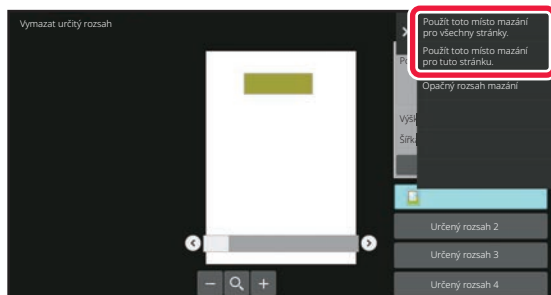 Vymazat určitý rozsah
Použít toto místo mazání
pro všechny stránky.
Použít toto místo mazání
pro tuto stránku.
Opačný rozsah mazání
Určený rozsah 2
Určený rozsah 3
Určený rozsah 4